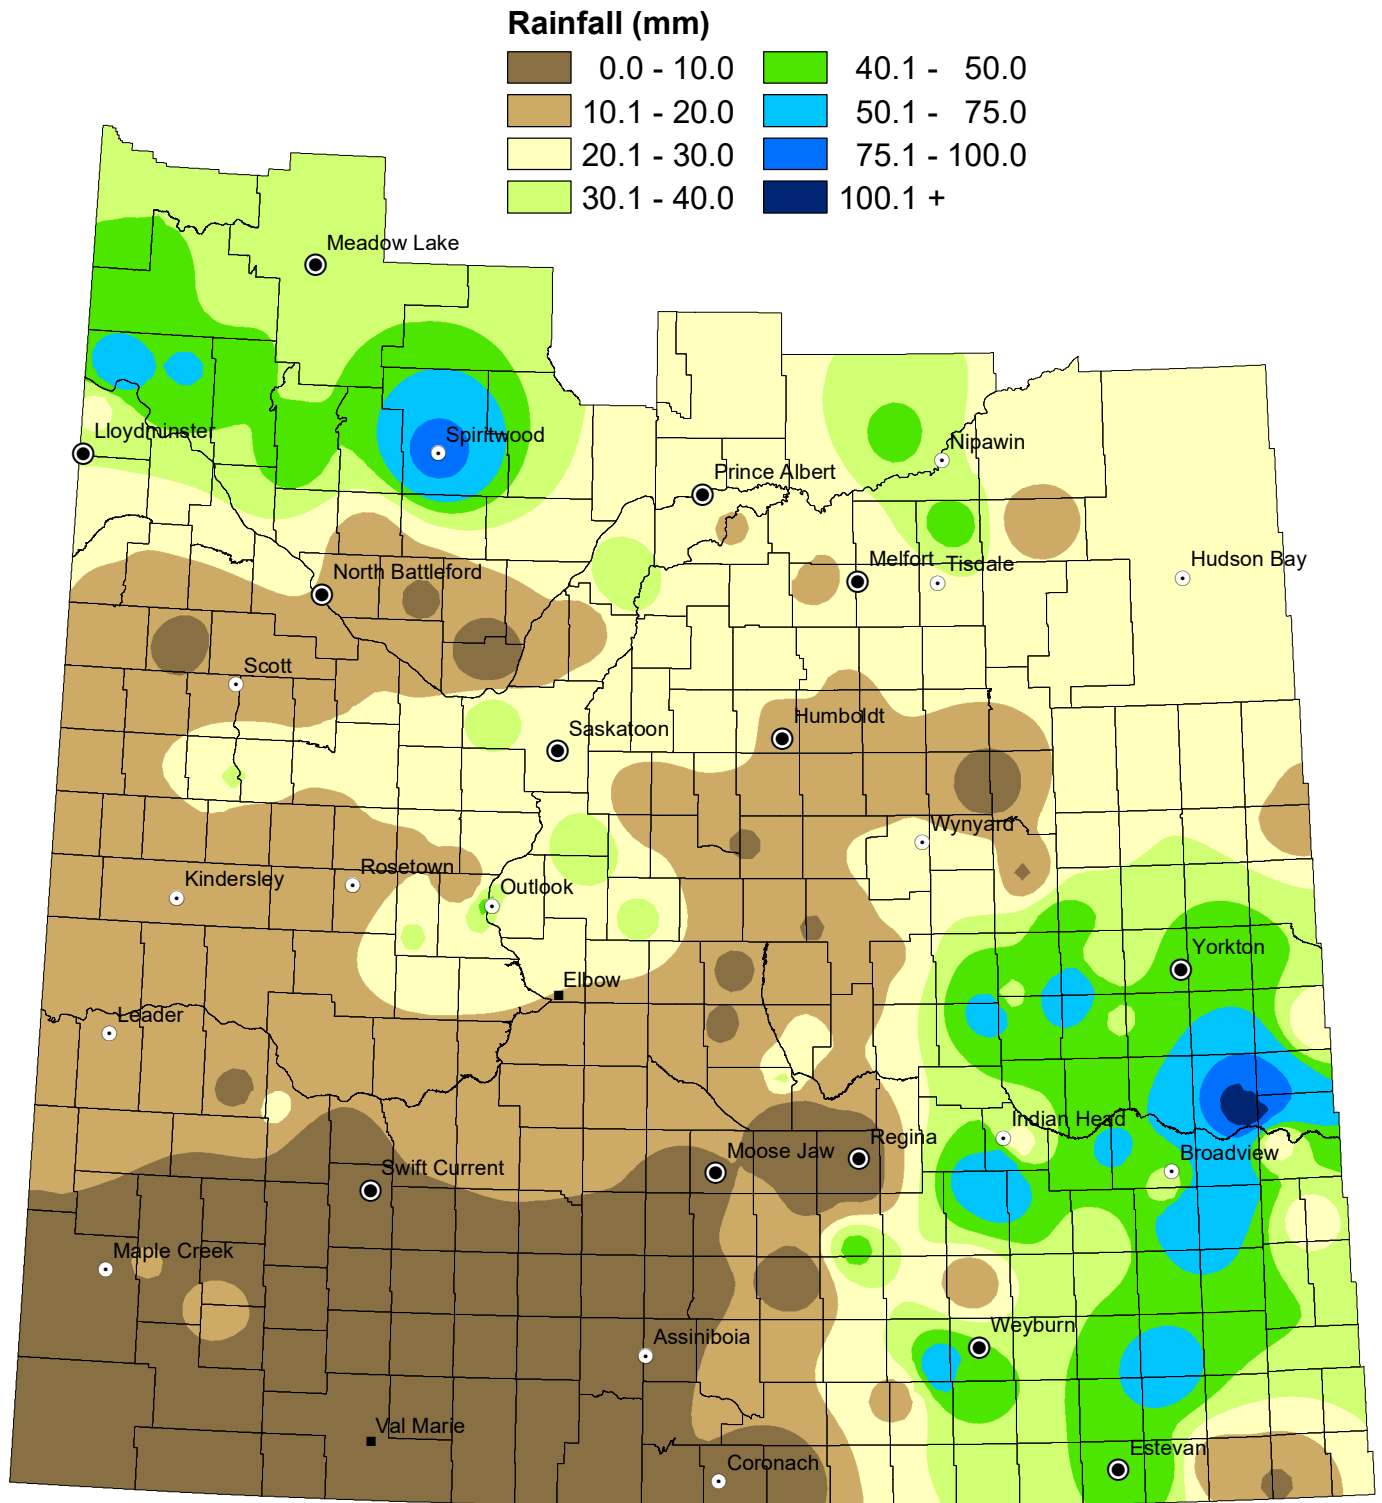 Rainfall (mm)
0.0 - 10.0
10.1 - 20.0
20.1 - 30.0
30.1 - 40.0
40.1 - 50.0
50.1 - 75.0
75.1 - 100.0
100.1 +
Meadow Lake
Lloydminster
Spiritwood
Nipawin
Prince Albert
Melfort
Tisdale
Hudson Bay
North Battleford
Scott
Saskatoon
Humboldt
Wynyard
Kindersley
Rosetown
Outlook
Yorkton
Elbow
Leader
Indian Head
Regina
Moose Jaw
Broadview
Swift Current
Maple Creek
Weyburn
Assiniboia
Val Marie
Estevan
Coronach